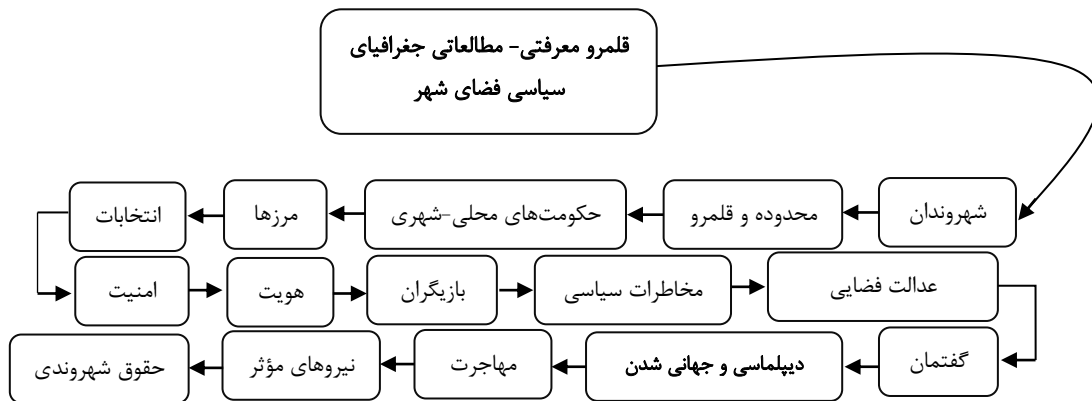 قلمرو معرفتی- مطالعاتی جغرافیای
سیاسی فضای شهر
شهروندان
محدوده و قلمرو
حکومت‌های محلی-شهری
مرزها
انتخابات
امنیت
هویت
بازیگران
مخاطرات سیاسی
عدالت فضایی
گفتمان
دیپلماسی و جهانی شدن
مهاجرت
نیروهای مؤثر
حقوق شهروندی